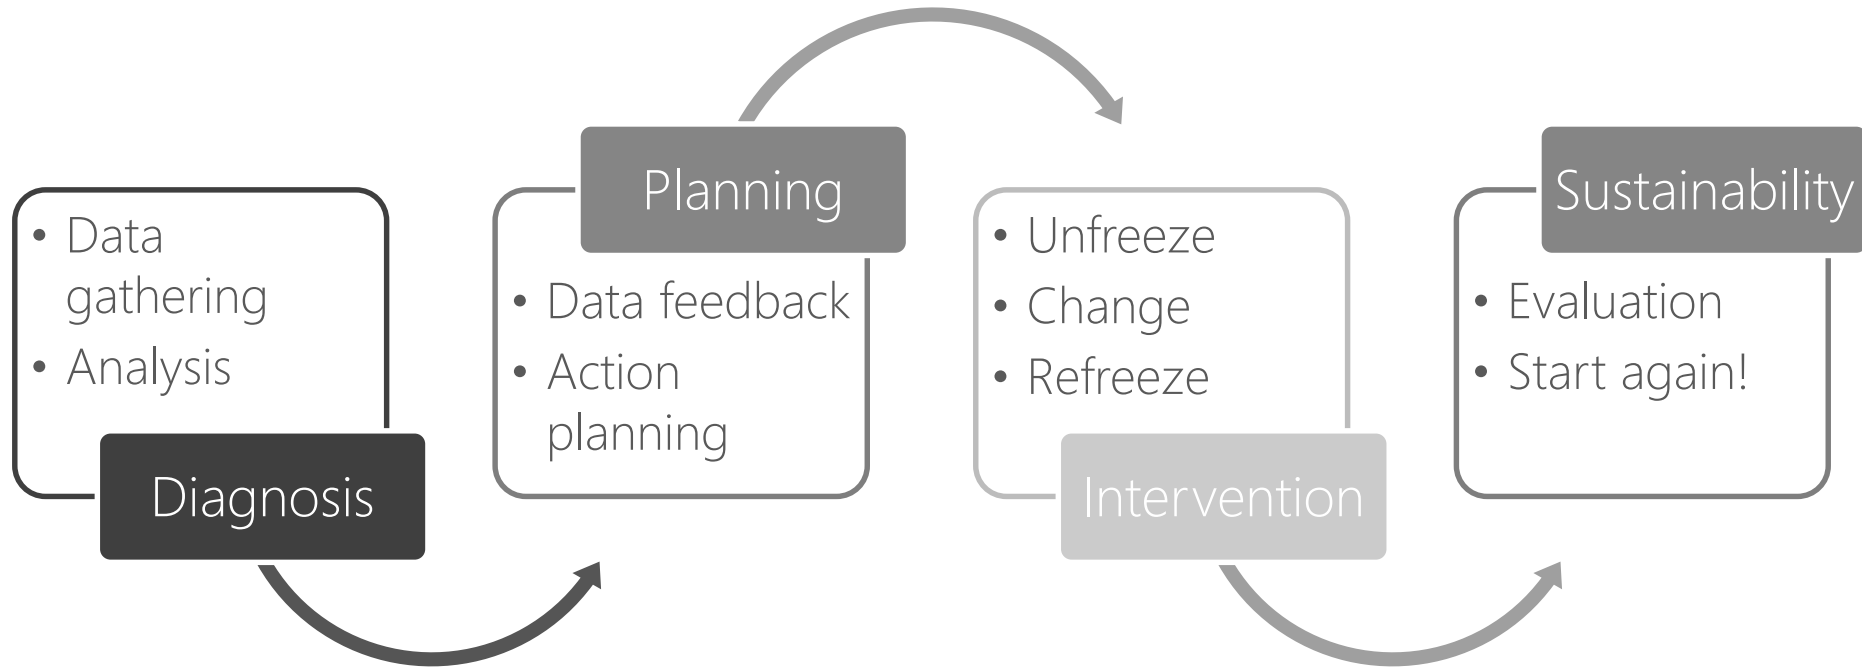 • Data
gathering
• Analysis
Diagnosis
Planning
• Data feedback
• Action
planning
• Unfreeze
• Change
• Refreeze
Intervention
Sustainability
• Evaluation
• Start again!